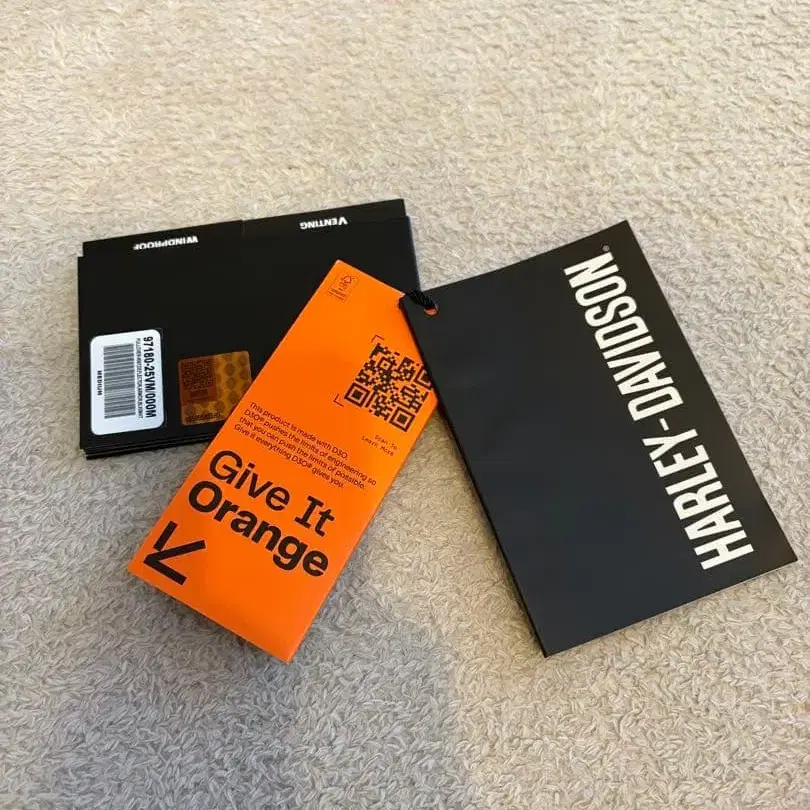 WINDPROOF
VENTING
97180-25VM/000M
MEDIUM
Scan To
Learn More
This product is made with D3O.
D3O® pushes the limits of engineering so
that you can push the limits of possible.
Give it everything D3O® gives you.
Give It
Orange
HARLEY-DAVIDSON®